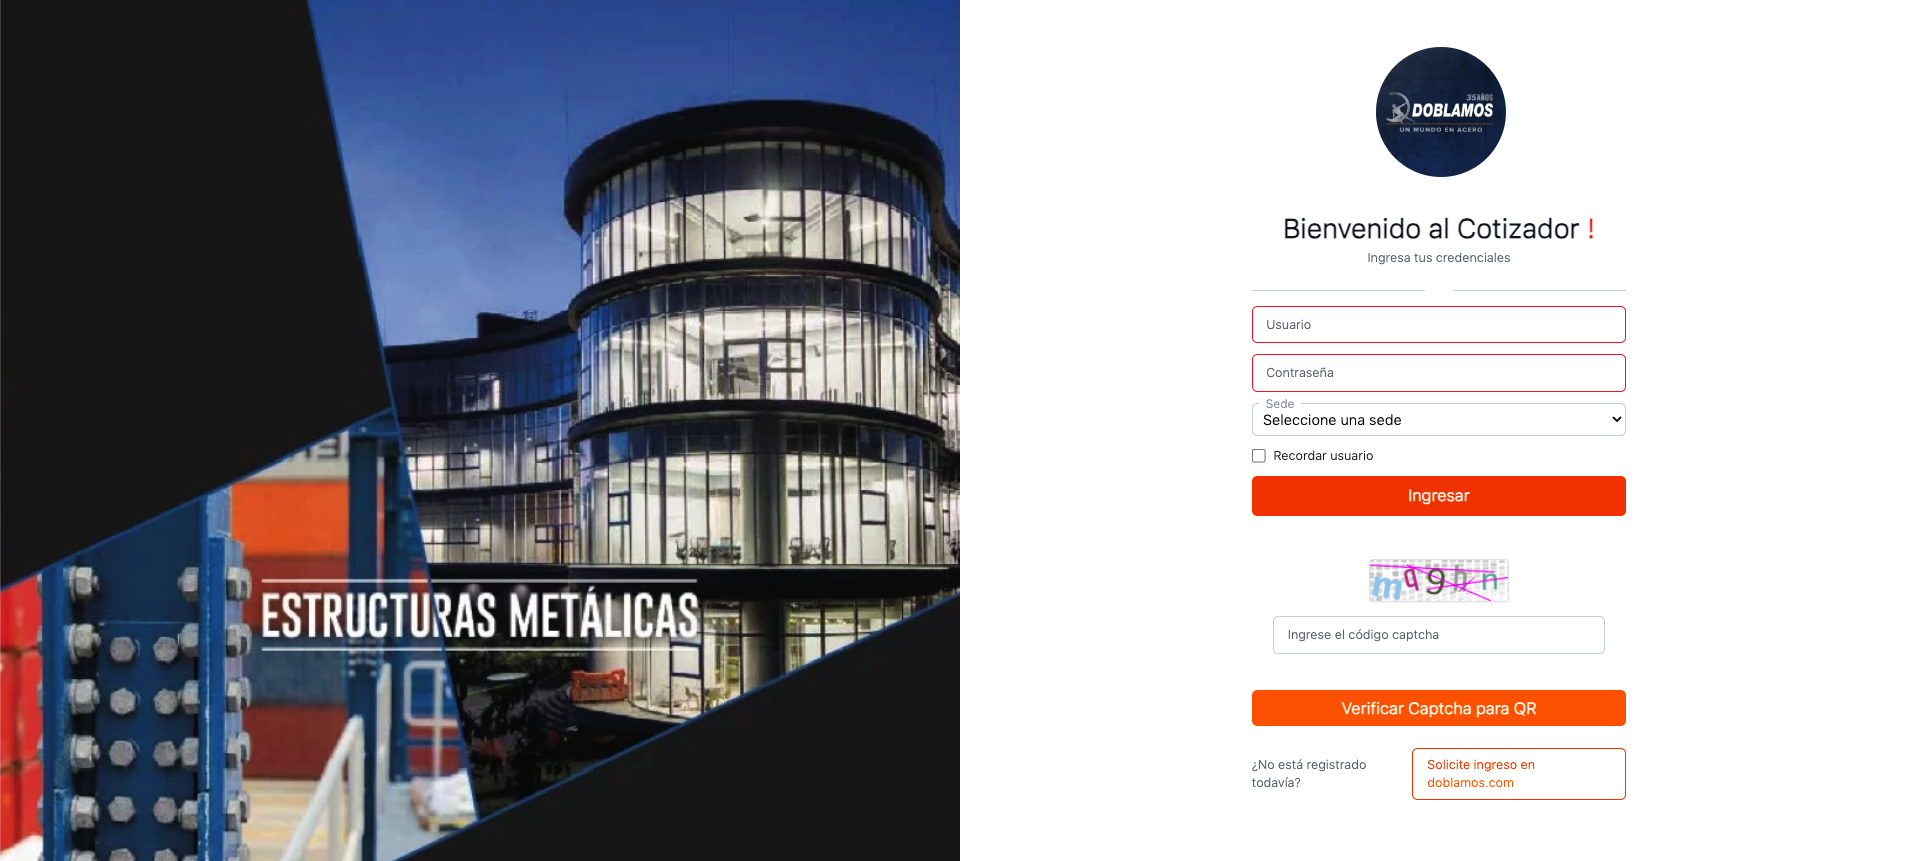 ESTRUCTURAS METÁLICAS
35 AÑOS
DOBLAMOS
UN MUNDO EN ACERO
Bienvenido al Cotizador !
Ingresa tus credenciales
Usuario
Contraseña
Sede
Seleccione una sede
Recordar usuario
Ingresar
Ingrese el código captcha
Verificar Captcha para QR
¿No está registrado
todavía?
Solicite ingreso en
doblamos.com